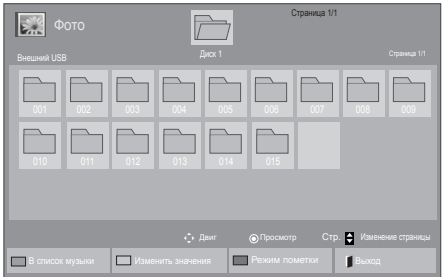 Страница 1/1
Фото
Диск 1
Внешний USB
Страница 1/1
001 002 003 004 005 006 007 008 009
010 011 012 013 014 015
Двиг Просмотр Стр. Изменение страницы
В список музыки Изменить значения Режим пометки Выход